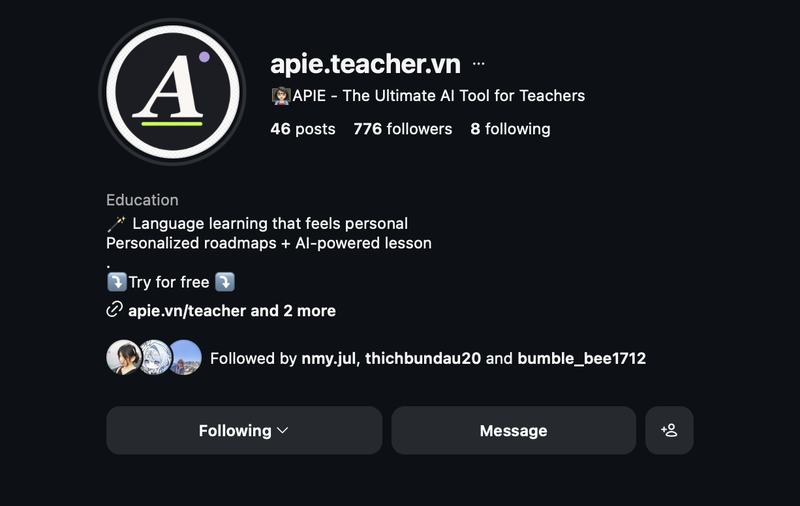 A
apie.teacher.vn ...
👩🏻‍🏫APIE - The Ultimate AI Tool for Teachers
46 posts 776 followers 8 following
Education
🪄 Language learning that feels personal
Personalized roadmaps + AI-powered lesson
.
⤵️Try for free ⤵️
apie.vn/teacher and 2 more
Followed by nmy.jul, thichbundau20 and bumble_bee1712
Following
Message